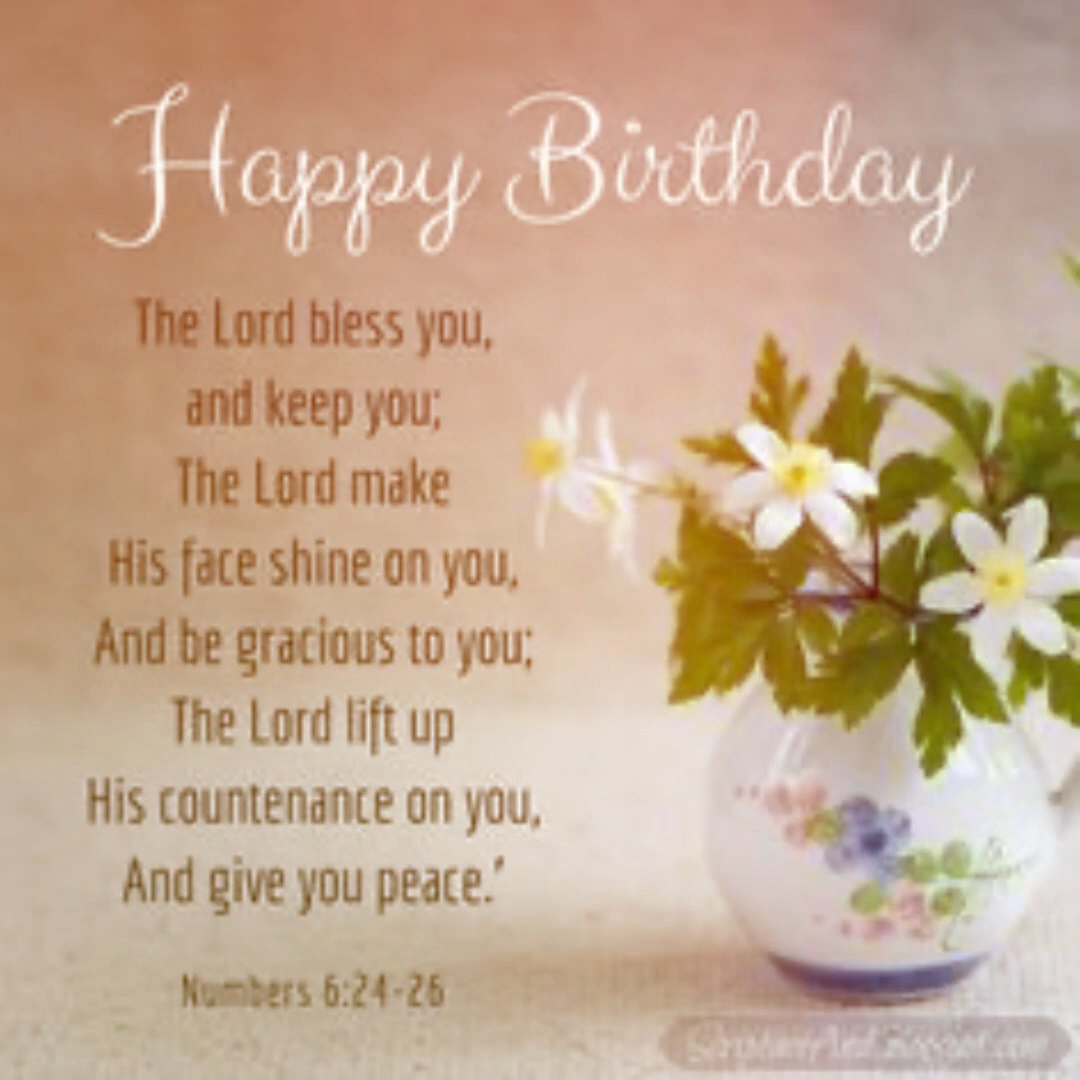 Happy Birthday
The Lord bless you,
and keep you;
The Lord make
His face shine on you,
And be gracious to you;
The Lord lift up
His countenance on you,
And give you peace.'
Numbers 6:24-26